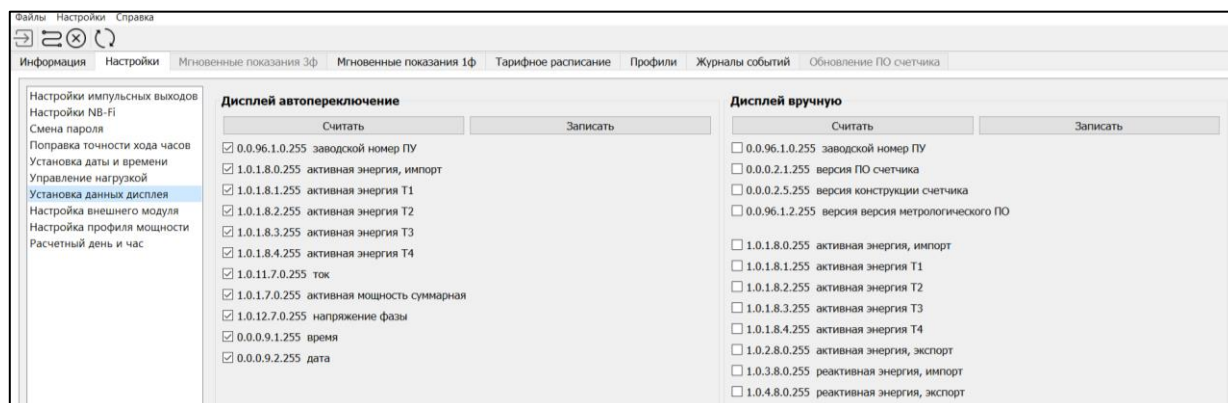 Файлы Настройки Справка
Информация Настройки Мгновенные показания 3ф Мгновенные показания 1ф Тарифное расписание Профили Журналы событий Обновление ПО счетчика
Настройки импульсных выходов
Настройки NB-Fi
Смена пароля
Поправка точности хода часов
Установка даты и времени
Управление нагрузкой
Установка данных дисплея
Настройка внешнего модуля
Настройка профиля мощности
Расчетный день и час
Дисплей автопереключение
Считать Записать
0.0.96.1.0.255 заводской номер ПУ
1.0.1.8.0.255 активная энергия, импорт
1.0.1.8.1.255 активная энергия Т1
1.0.1.8.2.255 активная энергия Т2
1.0.1.8.3.255 активная энергия Т3
1.0.1.8.4.255 активная энергия Т4
1.0.11.7.0.255 ток
1.0.1.7.0.255 активная мощность суммарная
1.0.12.7.0.255 напряжение фазы
0.0.0.9.1.255 время
0.0.0.9.2.255 дата
Дисплей вручную
Считать Записать
0.0.96.1.0.255 заводской номер ПУ
0.0.0.2.1.255 версия ПО счетчика
0.0.0.2.5.255 версия конструкции счетчика
0.0.96.1.2.255 версия версия метрологического ПО
1.0.1.8.0.255 активная энергия, импорт
1.0.1.8.1.255 активная энергия Т1
1.0.1.8.2.255 активная энергия Т2
1.0.1.8.3.255 активная энергия Т3
1.0.1.8.4.255 активная энергия Т4
1.0.2.8.0.255 активная энергия, экспорт
1.0.3.8.0.255 реактивная энергия, импорт
1.0.4.8.0.255 реактивная энергия, экспорт